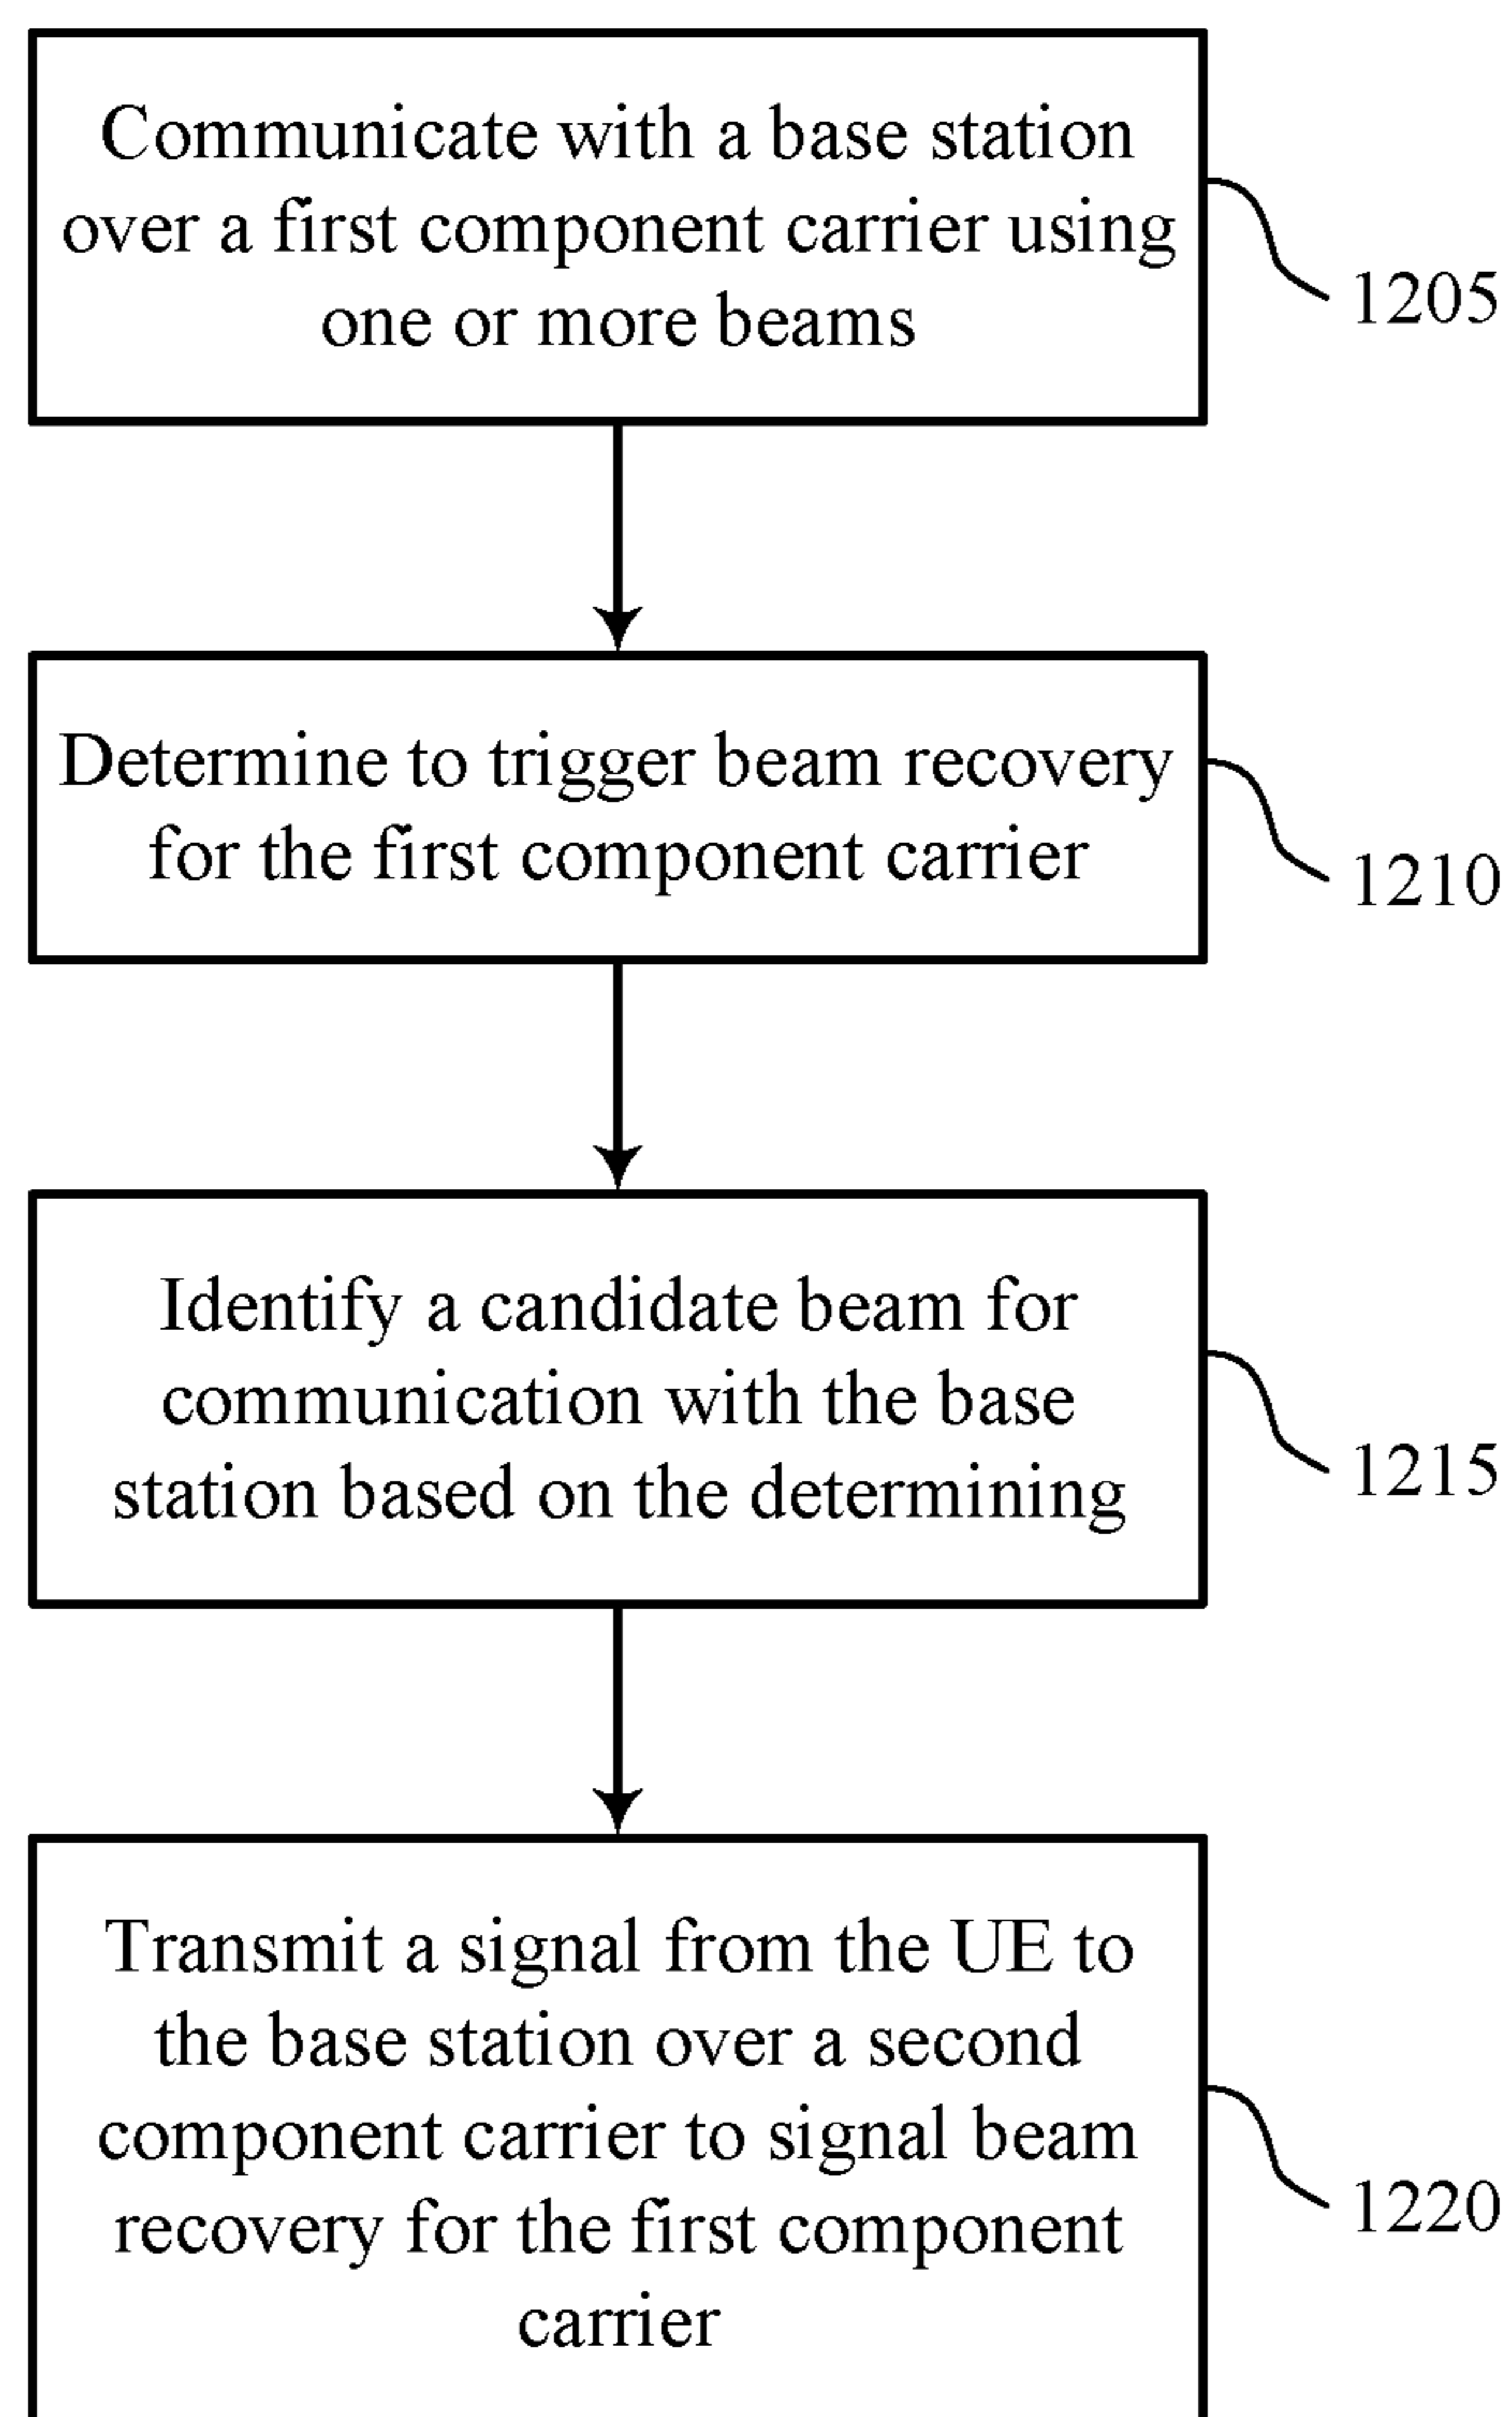 Communicate with a base station
over a first component carrier using
one or more beams
1205
Determine to trigger beam recovery
for the first component carrier
1210
Identify a candidate beam for
communication with the base
station based on the determining
1215
Transmit a signal from the UE to
the base station over a second
component carrier to signal beam
recovery for the first component
carrier
1220